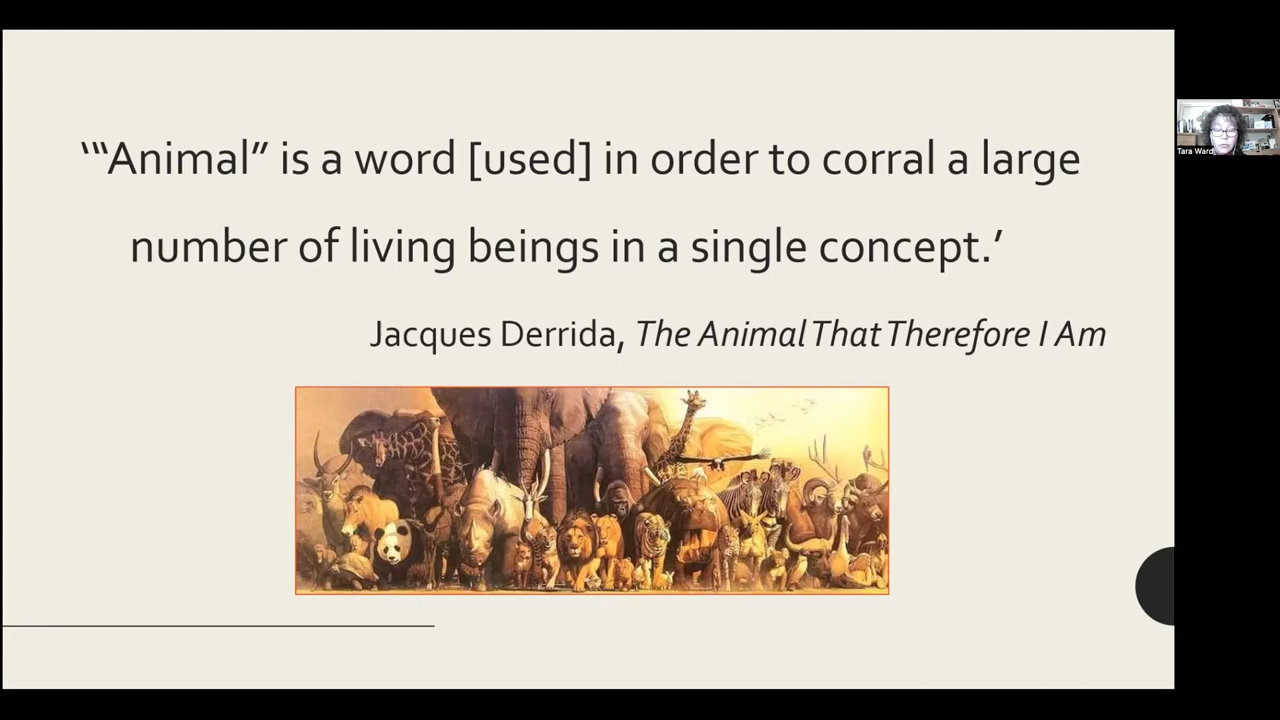 ‘“Animal” is a word [used] in order to corral a large
number of living beings in a single concept.’
Jacques Derrida, The Animal That Therefore I Am
Tara Ward